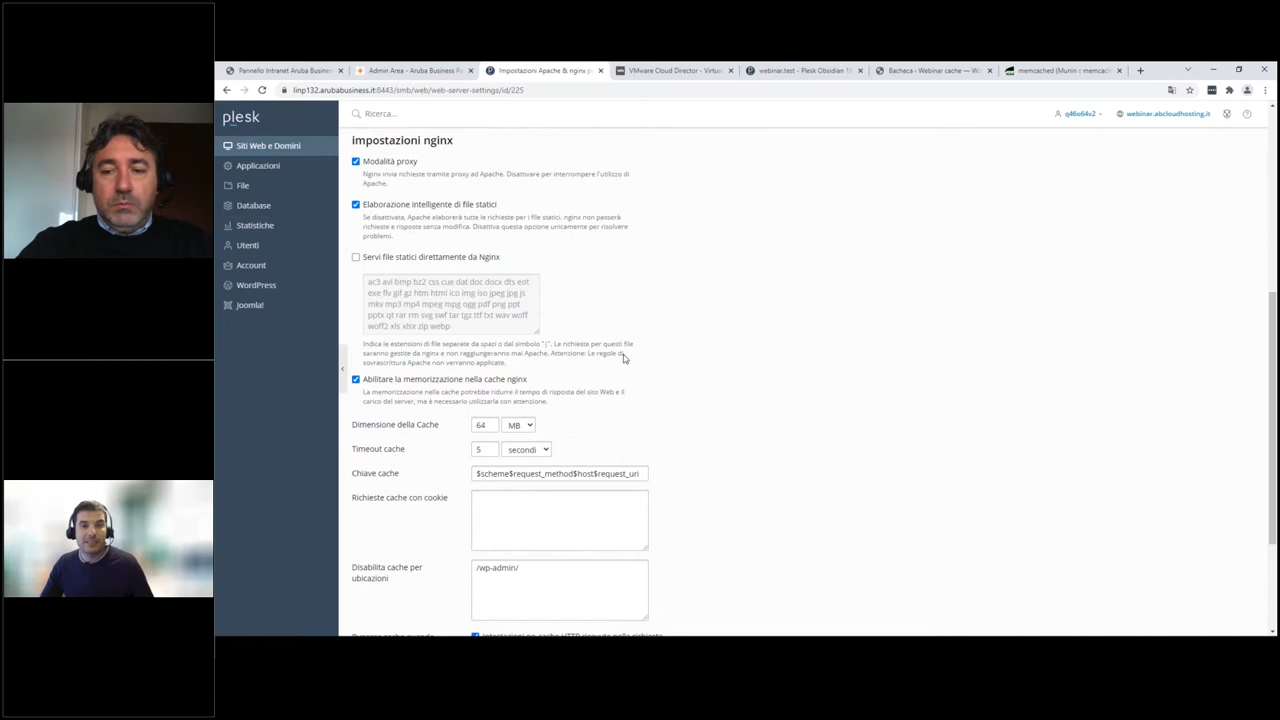 Pannello Intranet Aruba Busine
Admin Area - Aruba Business Pa
Impostazioni Apache & nginx p
VMware Cloud Director - Virtua
webinar.test - Plesk Obsidian 18
Bacheca ‹ Webinar cache — Wo
memcached (Munin :: memcac
linp132.arubabusiness.it:8443/smb/web/web-server-settings/id/225
plesk
Ricerca...
q46o64v2
webinar.abcloudhosting.it
Siti Web e Domini
Applicazioni
File
Database
Statistiche
Utenti
Account
WordPress
Joomla!
impostazioni nginx
Modalità proxy
Nginx invia richieste tramite proxy ad Apache. Disattivare per interrompere l'utilizzo di
Apache.
Elaborazione intelligente di file statici
Se disattivata, Apache elaborerà tutte le richieste per i file statici. nginx non passerà
richieste e risposte senza modifica. Disattiva questa opzione unicamente per risolvere
problemi.
Servi file statici direttamente da Nginx
ac3 avi bmp bz2 css cue dat doc docx dts eot
exe flv gif gz htm html ico img iso jpeg jpg js
mkv mp3 mp4 mpeg mpg ogg pdf png ppt
pptx qt rar rm svg swf tar tgz ttf txt wav woff
woff2 xls xlsx zip webp
Indica le estensioni di file separate da spazi o dal simbolo "|". Le richieste per questi file
saranno gestite da nginx e non raggiungeranno mai Apache. Attenzione: Le regole di
sovrascrittura Apache non verranno applicate.
Abilitare la memorizzazione nella cache nginx
La memorizzazione nella cache potrebbe ridurre il tempo di risposta del sito Web e il
carico del server, ma è necessario utilizzarla con attenzione.
Dimensione della Cache
64
MB
Timeout cache
5
secondi
Chiave cache
$scheme$request_method$host$request_uri
Richieste cache con cookie
Disabilita cache per
ubicazioni
/wp-admin/